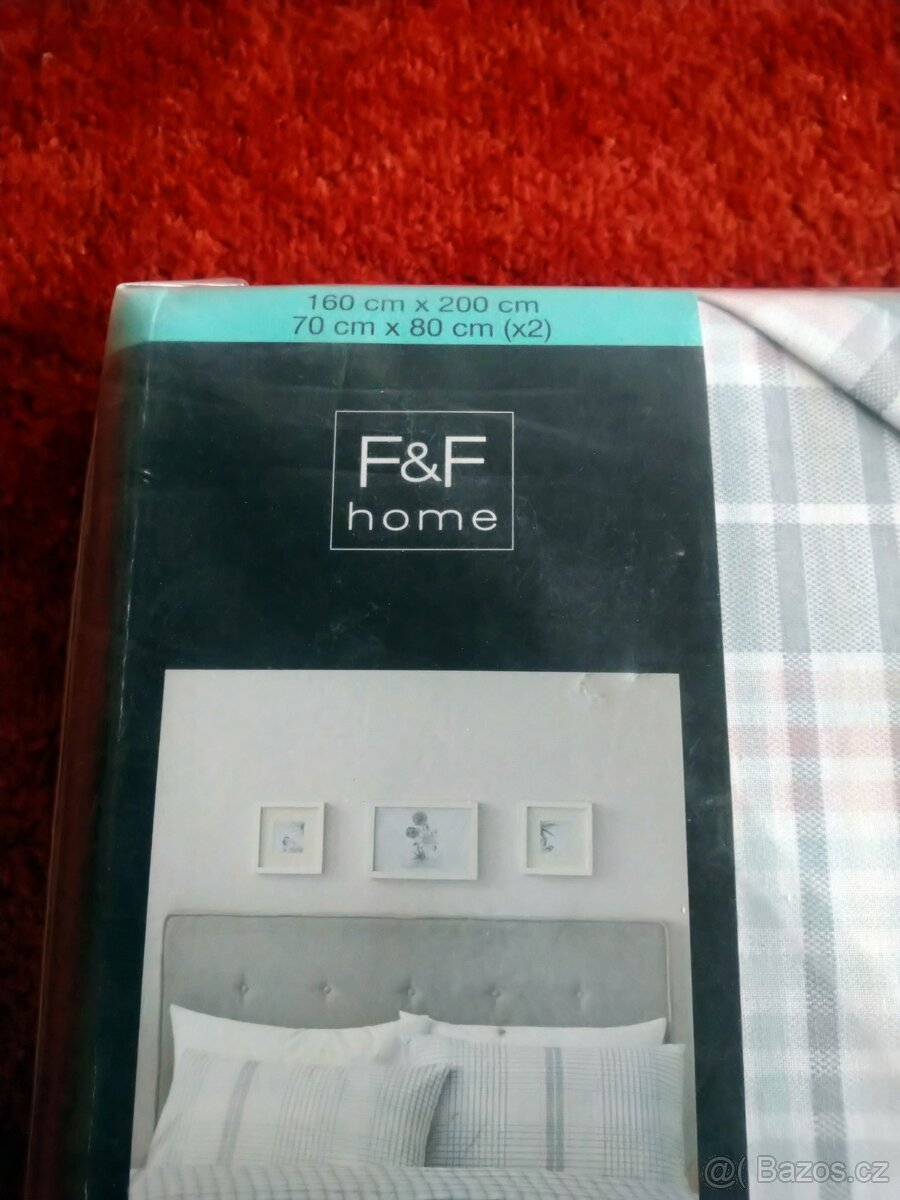 160 cm x 200 cm
70 cm x 80 cm (x2)
F&F
home
@( Bazos.cz